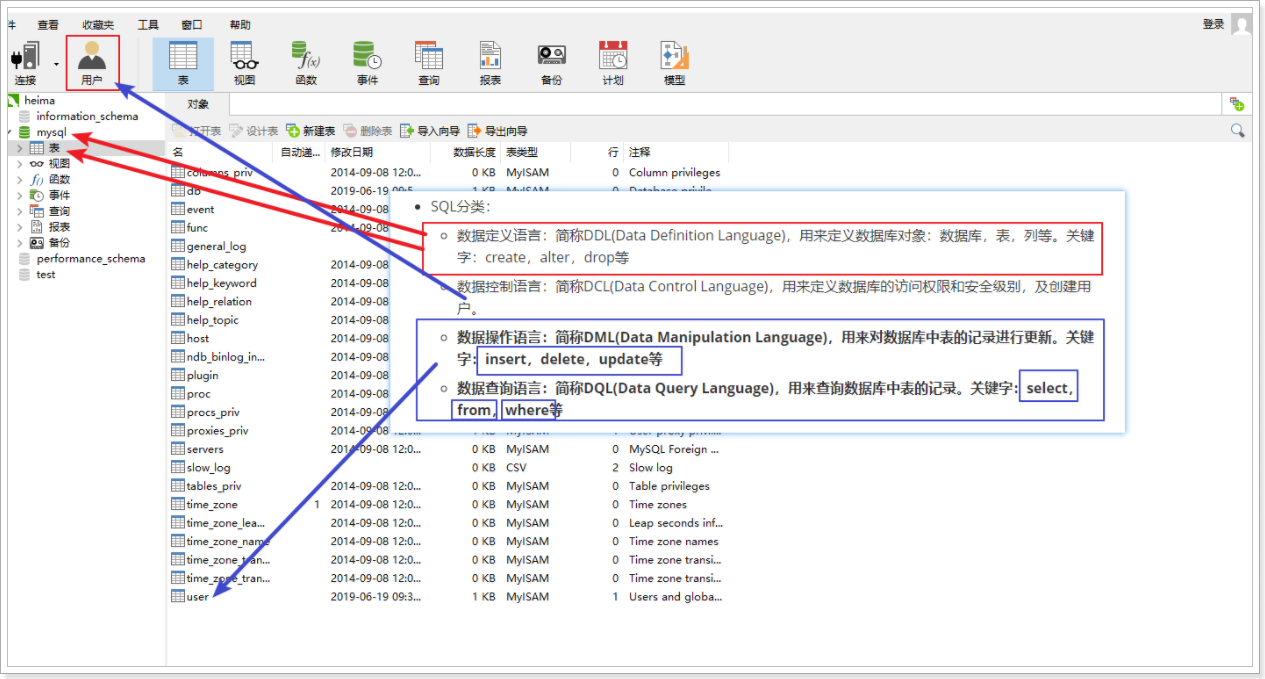 件 查看 收藏夹 工具 窗口 帮助 登录
连接 用户 表 视图 函数 事件 查询 报表 备份 计划 模型
heima
information_schema
mysql
表
视图
函数
事件
查询
报表
备份
performance_schema
test
对象
打开表 设计表 新建表 删除表 导入向导 导出向导
名 自动递... 修改日期 数据长度 表类型 行 注释
columns_priv 2014-09-08 12:0... 0 KB MyISAM 0 Column privileges
db 2019-06-19 09:5
event 2014-09-08
func 2014-09-08
general_log
help_category 2014-09-08
help_keyword 2014-09-08
help_relation 2014-09-08
help_topic 2014-09-08
host 2014-09-08
ndb_binlog_in... 2014-09-08
plugin 2014-09-08
proc 2014-09-08
procs_priv 2014-09-08
proxies_priv 2014-09-08
servers 2014-09-08 12:0... 0 KB MyISAM 0 MySQL Foreign ...
slow_log 0 KB CSV 2 Slow log
tables_priv 2014-09-08 12:0... 0 KB MyISAM 0 Table privileges
time_zone 1 2014-09-08 12:0... 0 KB MyISAM 0 Time zones
time_zone_lea... 2014-09-08 12:0... 0 KB MyISAM 0 Leap seconds inf...
time_zone_name 2014-09-08 12:0... 0 KB MyISAM 0 Time zone names
time_zone_tran... 2014-09-08 12:0... 0 KB MyISAM 0 Time zone transi...
time_zone_tran... 2014-09-08 12:0... 0 KB MyISAM 0 Time zone transi...
user 2019-06-19 09:3... 1 KB MyISAM 1 Users and globa...
SQL分类：
数据定义语言：简称DDL(Data Definition Language)，用来定义数据库对象：数据库，表，列等。关键
字：create，alter，drop等
数据控制语言：简称DCL(Data Control Language)，用来定义数据库的访问权限和安全级别，及创建用
户。
数据操作语言：简称DML(Data Manipulation Language)，用来对数据库中表的记录进行更新。关键
字：insert，delete，update等
数据查询语言：简称DQL(Data Query Language)，用来查询数据库中表的记录。关键字：select，
from，where等